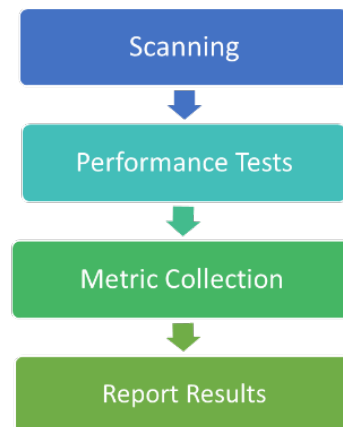 Scanning
Performance Tests
Metric Collection
Report Results